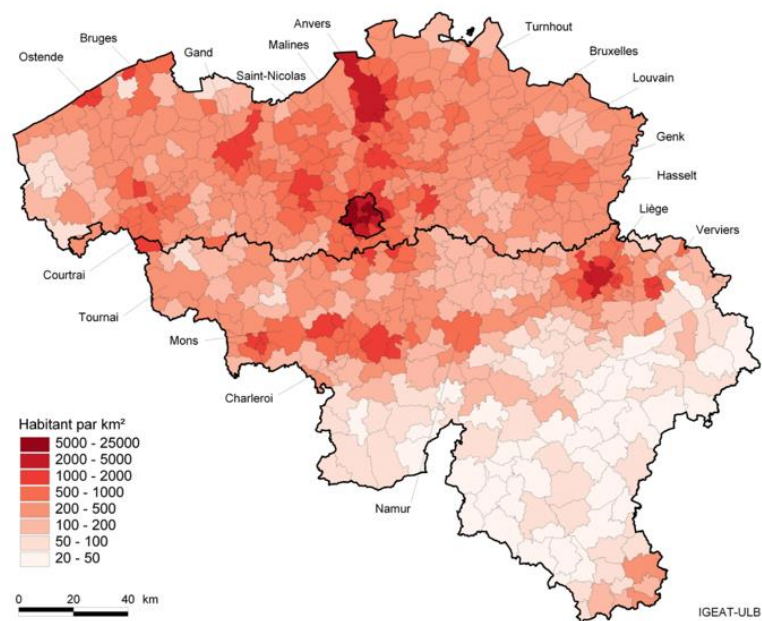 Anvers
Turnhout
Bruges
Malines
Bruxelles
Gand
Ostende
Saint-Nicolas
Louvain
Genk
Hasselt
Liège
Verviers
Courtrai
Tournai
Mons
Charleroi
Namur
Habitant par km²
5000 - 25000
2000 - 5000
1000 - 2000
500 - 1000
200 - 500
100 - 200
50 - 100
20 - 50
0 20 40 km
IGEAT-ULB